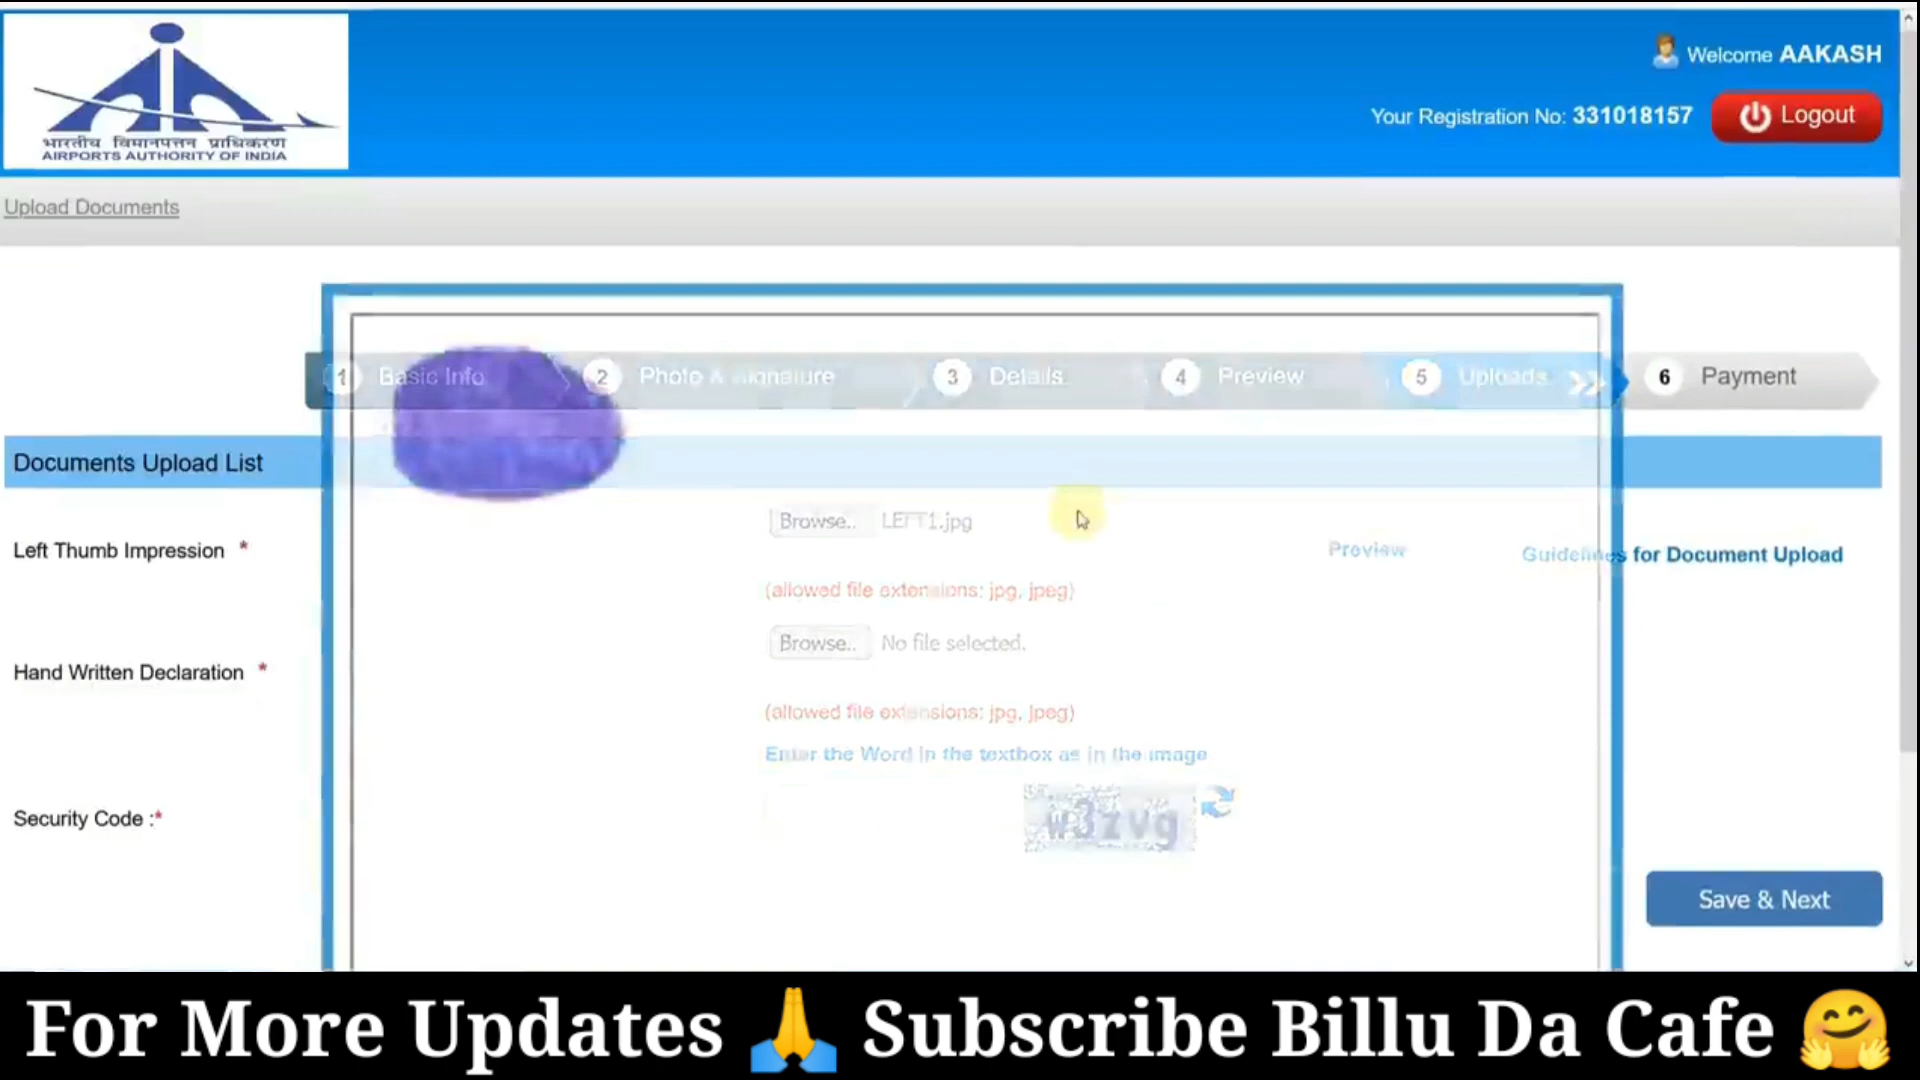 Welcome AAKASH
Your Registration No: 331018157
Logout
भारतीय विमानपत्तन प्राधिकरण
AIRPORTS AUTHORITY OF INDIA
Upload Documents
1 Basic Info 2 Photo & Signature 3 Details 4 Preview 5 Uploads 6 Payment
Documents Upload List
Browse.. LEFT1.jpg
Left Thumb Impression *
Preview
Guidelines for Document Upload
(allowed file extensions: jpg, jpeg)
Browse.. No file selected.
Hand Written Declaration *
(allowed file extensions: jpg, jpeg)
Enter the Word in the textbox as in the image
Security Code :*
w3zvg
Save & Next
For More Updates 🙏 Subscribe Billu Da Cafe 🤗